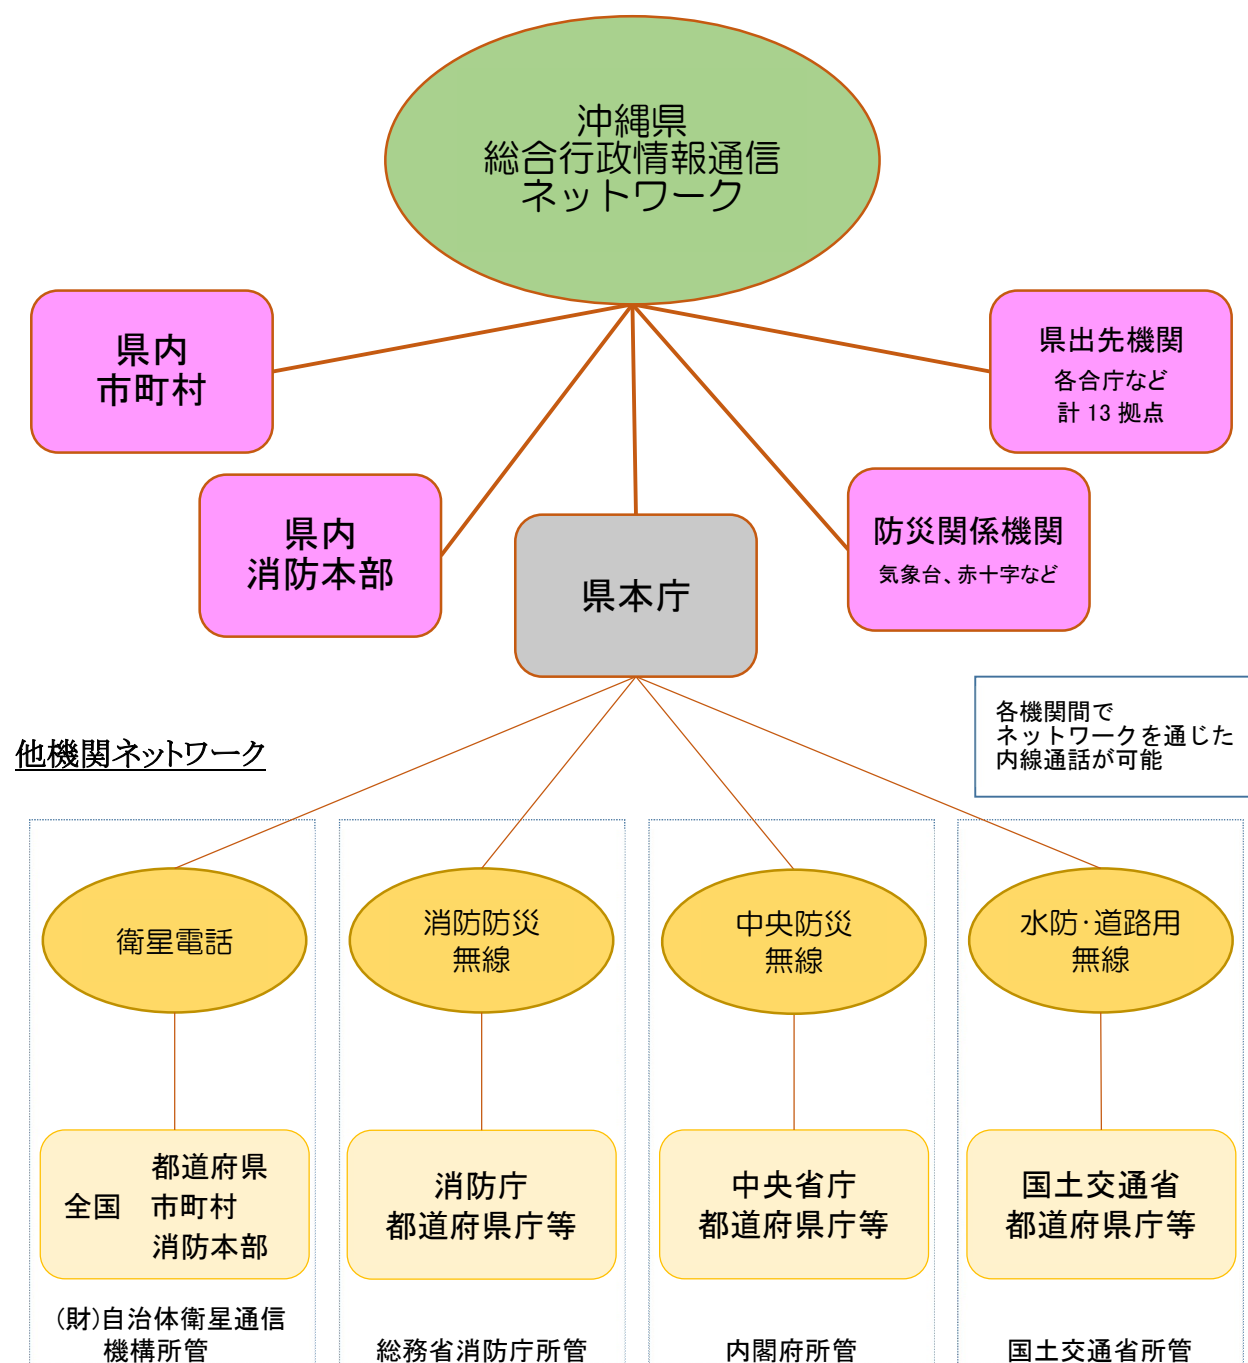 沖縄県
総合行政情報通信
ネットワーク
県内
市町村
県出先機関
各合庁など
計 13 拠点
県内
消防本部
防災関係機関
気象台、赤十字など
県本庁
各機関間で
ネットワークを通じた
内線通話が可能
他機関ネットワーク
衛星電話
消防防災
無線
中央防災
無線
水防・道路用
無線
都道府県
全国 市町村
消防本部
消防庁
都道府県庁等
中央省庁
都道府県庁等
国土交通省
都道府県庁等
(財)自治体衛星通信
機構所管
総務省消防庁所管
内閣府所管
国土交通省所管